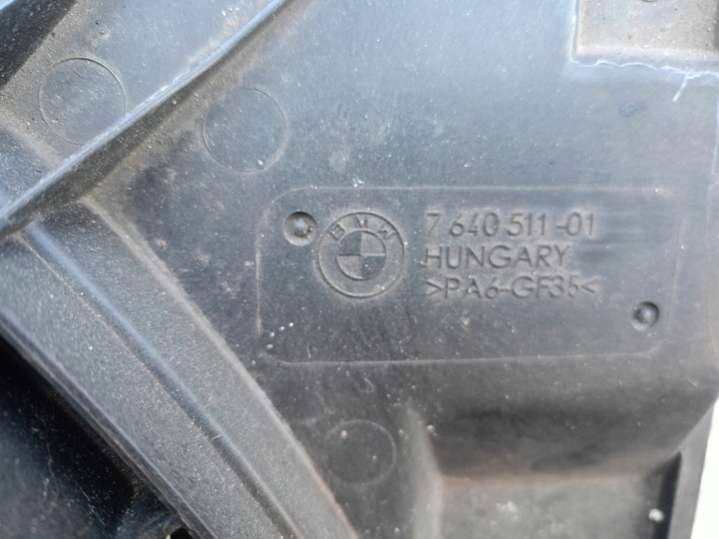 BMW
7 640 511-01
HUNGARY
>PA6-GF35<